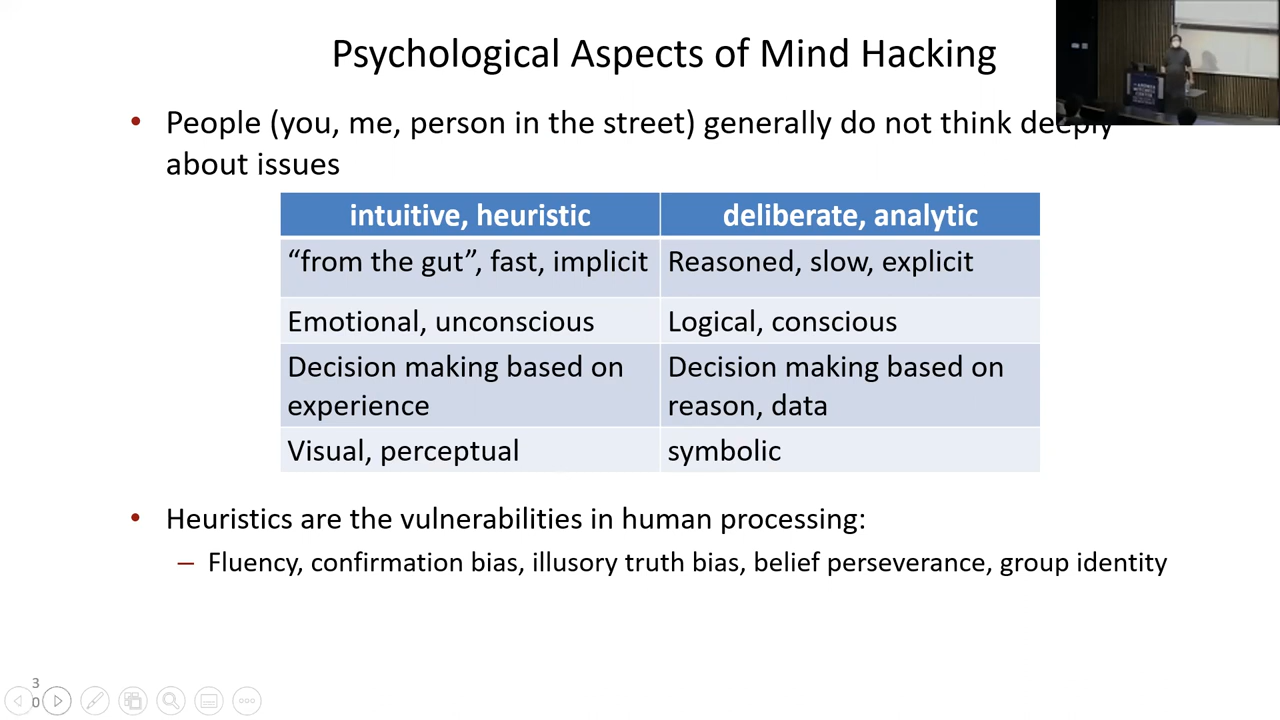 Psychological Aspects of Mind Hacking
• People (you, me, person in the street) generally do not think deeply
about issues
intuitive, heuristic
deliberate, analytic
“from the gut”, fast, implicit
Reasoned, slow, explicit
Emotional, unconscious
Logical, conscious
Decision making based on
experience
Decision making based on
reason, data
Visual, perceptual
symbolic
• Heuristics are the vulnerabilities in human processing:
– Fluency, confirmation bias, illusory truth bias, belief perseverance, group identity
3
0